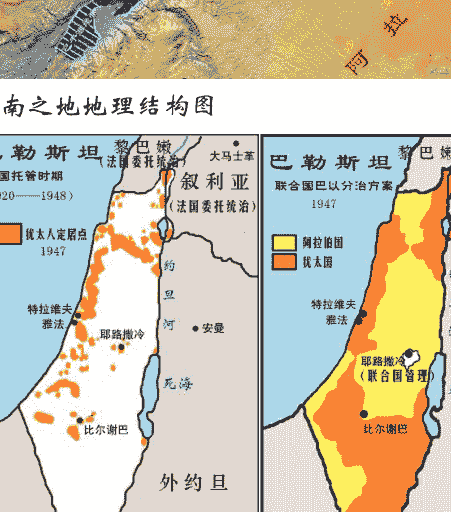 阿拉
南之地地理结构图
巴勒斯坦
国托管时期
920——1948)
犹太人定居点
1947
黎巴嫩
(法国委托统治)
大马士革
叙利亚
(法国委托统治)
约旦河
特拉维夫
雅法
耶路撒冷
安曼
死海
比尔谢巴
外约旦
巴勒斯坦
联合国巴以分治方案
1947
黎巴嫩
阿拉伯国
犹太国
特拉维夫
雅法
耶路撒冷
(联合国管理)
比尔谢巴